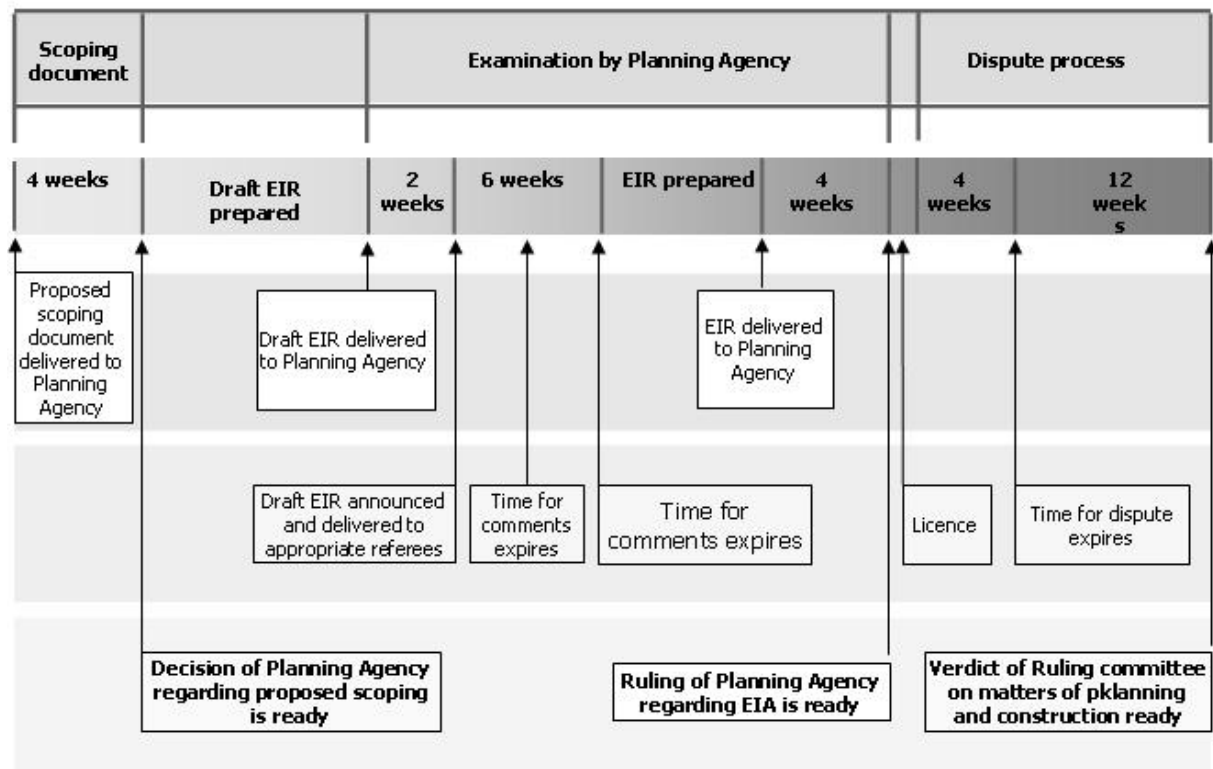 Scoping
document
Examination by Planning Agency
Dispute process
4 weeks
Draft EIR
prepared
2
weeks
6 weeks
EIR prepared
4
weeks
4
weeks
12
week
s
Proposed
scoping
document
delivered to
Planning
Agency
Draft EIR delivered
to Planning Agency
EIR delivered
to Planning
Agency
Draft EIR announced
and delivered to
appropriate referees
Time for
comments
expires
Time for
comments expires
Licence
Time for dispute
expires
Decision of Planning Agency
regarding proposed scoping
is ready
Ruling of Planning Agency
regarding EIA is ready
Verdict of Ruling committee
on matters of pklanning
and construction ready